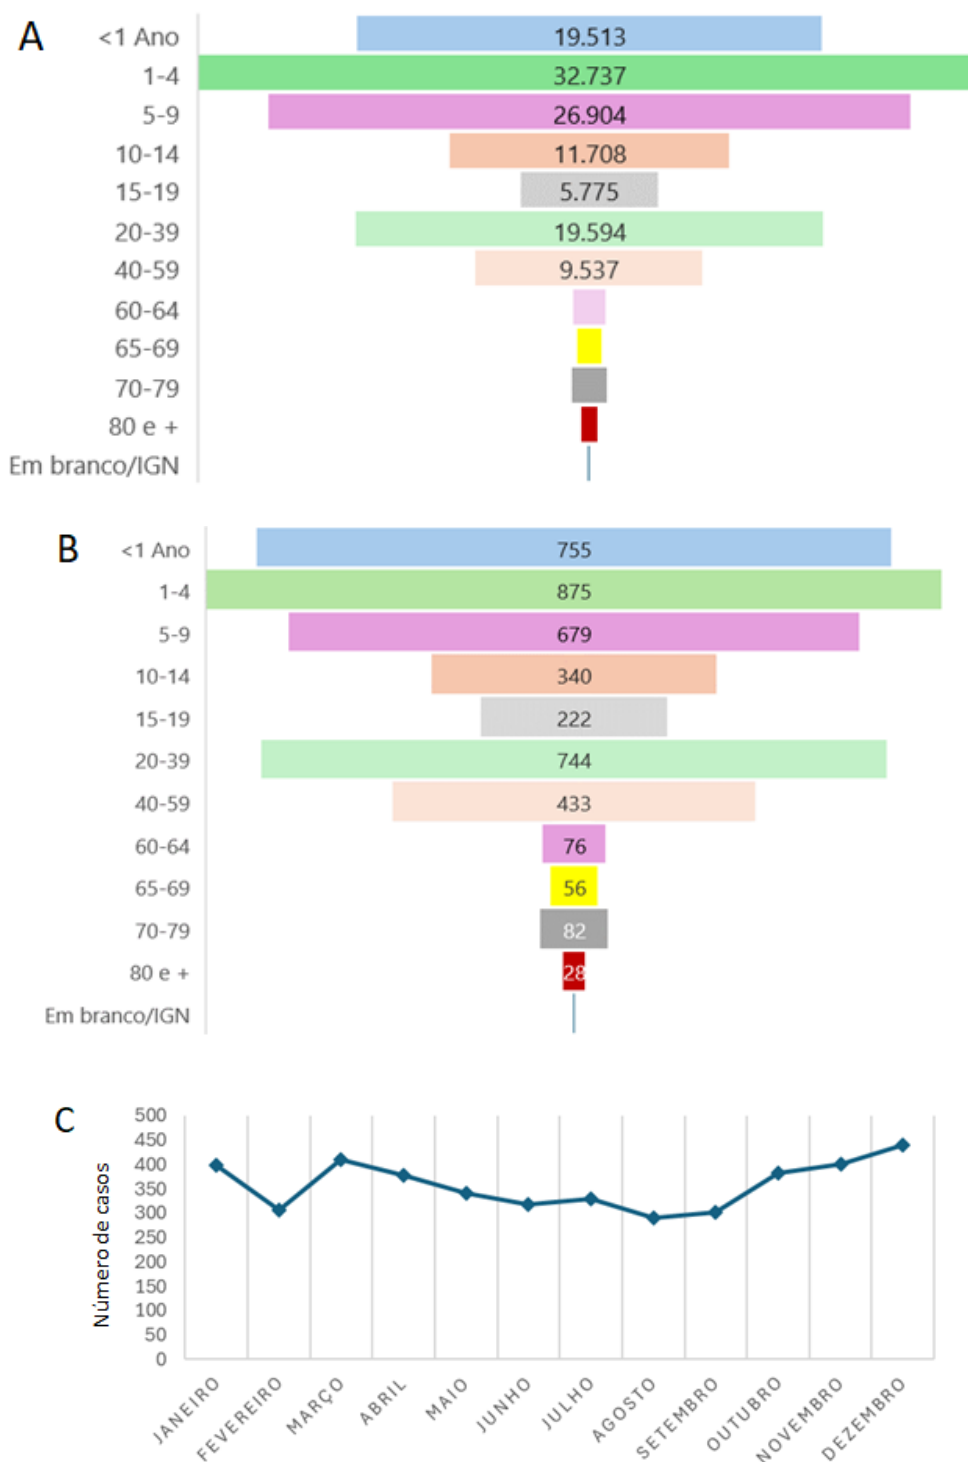 A
<1 Ano 19.513
1-4 32.737
5-9 26.904
10-14 11.708
15-19 5.775
20-39 19.594
40-59 9.537
60-64
65-69
70-79
80 e +
Em branco/IGN
B
<1 Ano 755
1-4 875
5-9 679
10-14 340
15-19 222
20-39 744
40-59 433
60-64 76
65-69 56
70-79 82
80 e + 28
Em branco/IGN
C
Número de casos
500
450
400
350
300
250
200
150
100
50
0
JANEIRO
FEVEREIRO
MARÇO
ABRIL
MAIO
JUNHO
JULHO
AGOSTO
SETEMBRO
OUTUBRO
NOVEMBRO
DEZEMBRO